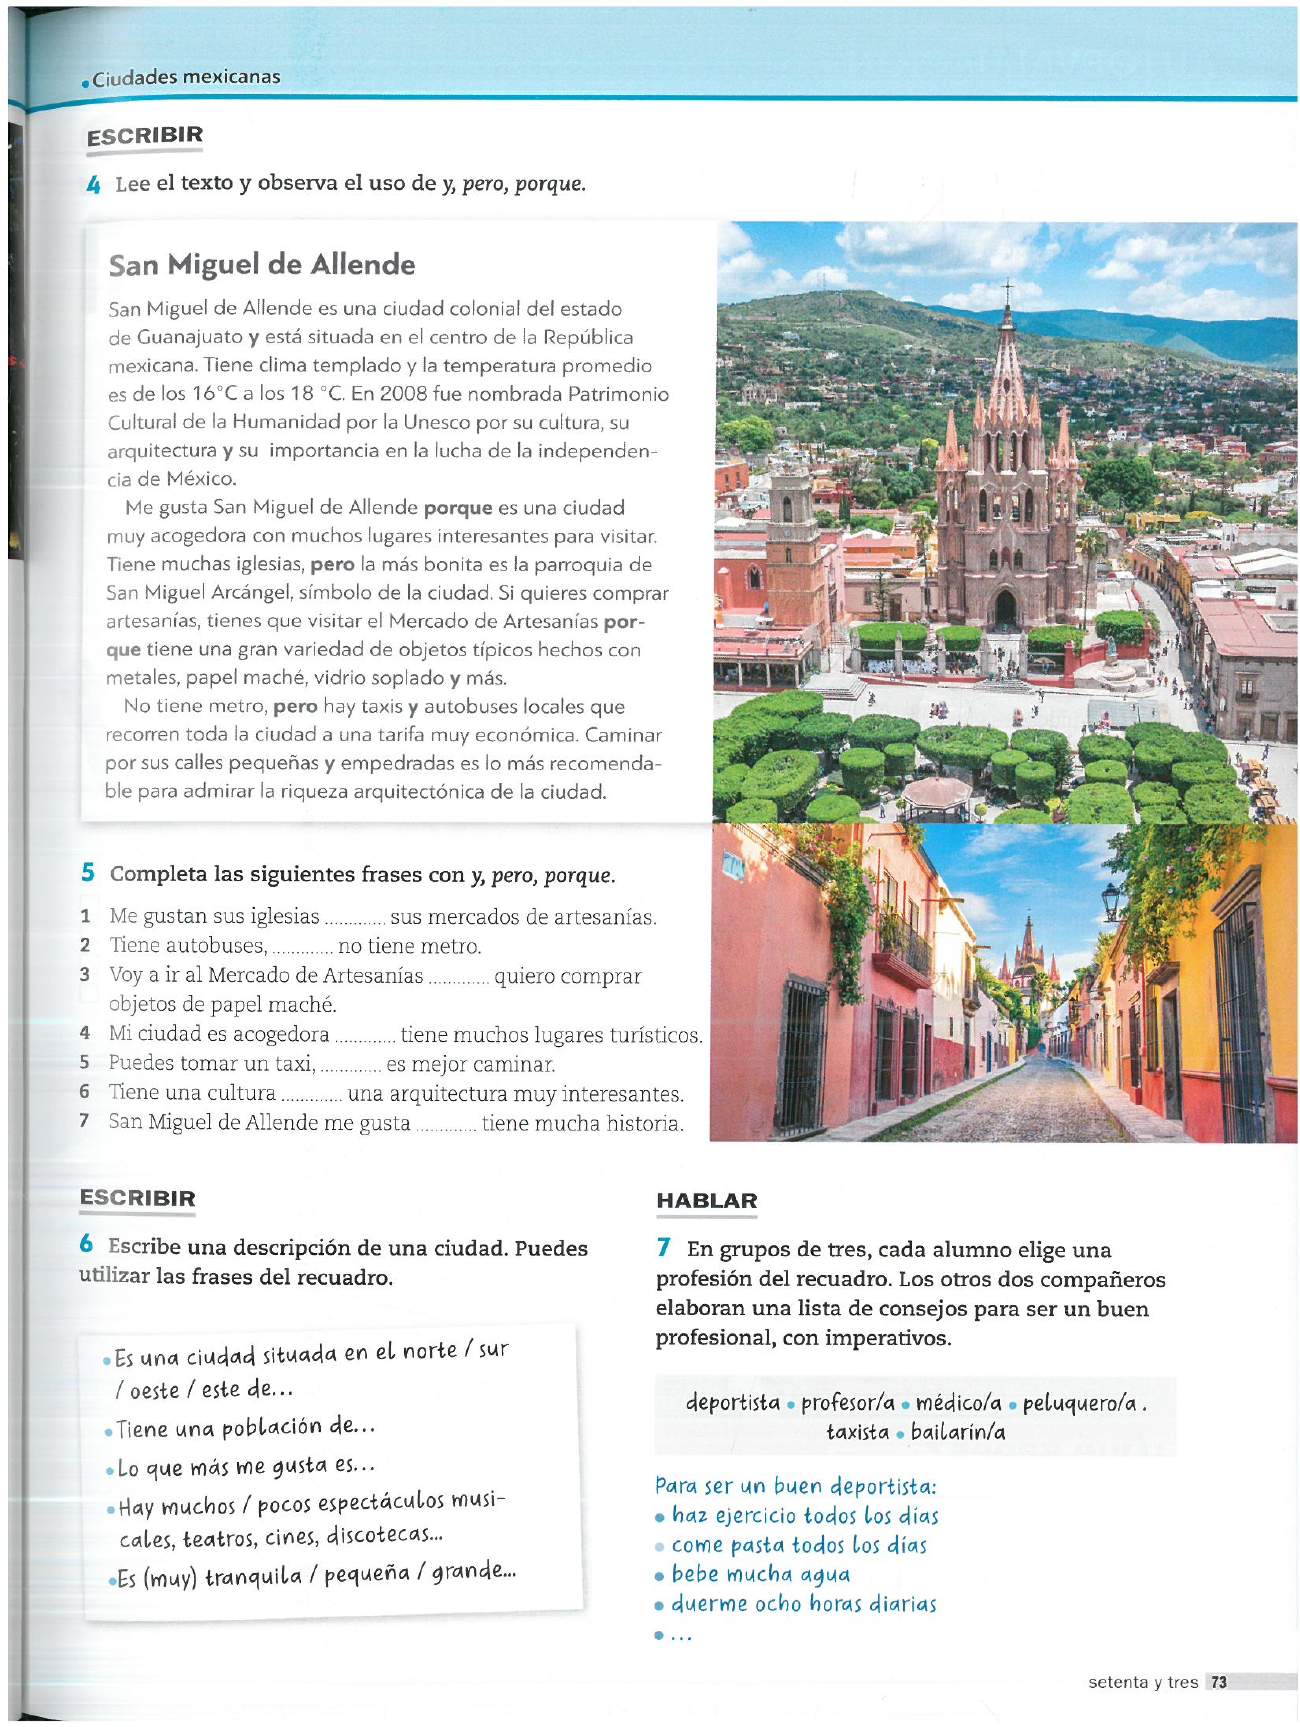 Ciudades mexicanas
ESCRIBIR
4 Lee el texto y observa el uso de y, pero, porque.
San Miguel de Allende
San Miguel de Allende es una ciudad colonial del estado
de Guanajuato y está situada en el centro de la República
mexicana. Tiene clima templado y la temperatura promedio
es de los 16°C a los 18 °C. En 2008 fue nombrada Patrimonio
Cultural de la Humanidad por la Unesco por su cultura, su
arquitectura y su importancia en la lucha de la independen-
cia de México.
Me gusta San Miguel de Allende porque es una ciudad
muy acogedora con muchos lugares interesantes para visitar.
Tiene muchas iglesias, pero la más bonita es la parroquia de
San Miguel Arcángel, símbolo de la ciudad. Si quieres comprar
artesanías, tienes que visitar el Mercado de Artesanías por-
que tiene una gran variedad de objetos típicos hechos con
metales, papel maché, vidrio soplado y más.
No tiene metro, pero hay taxis y autobuses locales que
recorren toda la ciudad a una tarifa muy económica. Caminar
por sus calles pequeñas y empedradas es lo más recomenda-
ble para admirar la riqueza arquitectónica de la ciudad.
5 Completa las siguientes frases con y, pero, porque.
1 Me gustan sus iglesias ............. sus mercados de artesanías.
2 Tiene autobuses, ............. no tiene metro.
3 Voy a ir al Mercado de Artesanías ............. quiero comprar
objetos de papel maché.
4 Mi ciudad es acogedora ............. tiene muchos lugares turísticos.
5 Puedes tomar un taxi, ............. es mejor caminar.
6 Tiene una cultura ............. una arquitectura muy interesantes.
7 San Miguel de Allende me gusta ............. tiene mucha historia.
ESCRIBIR
6 Escribe una descripción de una ciudad. Puedes
utilizar las frases del recuadro.
• Es una ciudad situada en el norte / sur
/ oeste / este de...
• Tiene una población de...
• Lo que más me gusta es...
• Hay muchos / pocos espectáculos musi-
cales, teatros, cines, discotecas...
• Es (muy) tranquila / pequeña / grande...
HABLAR
7 En grupos de tres, cada alumno elige una
profesión del recuadro. Los otros dos compañeros
elaboran una lista de consejos para ser un buen
profesional, con imperativos.
deportista • profesor/a • médico/a • peluquero/a .
taxista • bailarín/a
Para ser un buen deportista:
• haz ejercicio todos los días
• come pasta todos los días
• bebe mucha agua
• duerme ocho horas diarias
• ...
setenta y tres 73